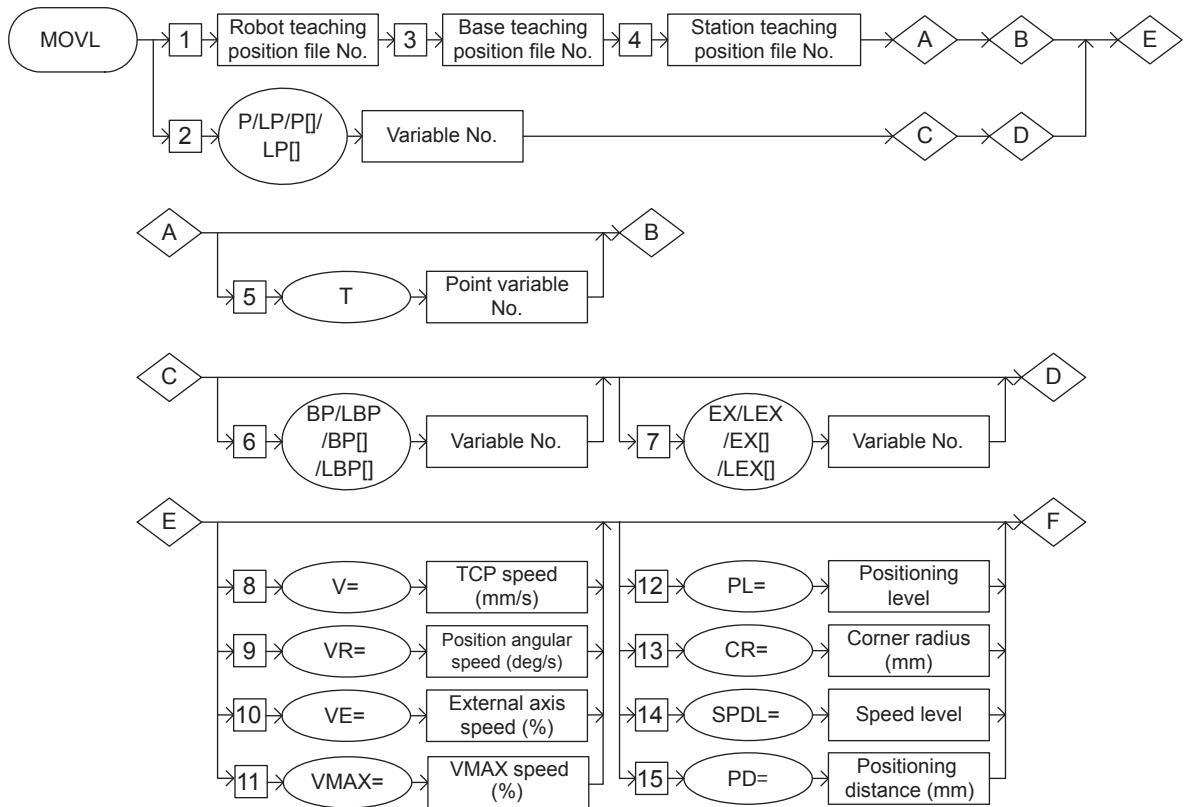 MOVL
1
Robot teaching
position file No.
3
Base teaching
position file No.
4
Station teaching
position file No.
A
B
E
2
P/LP/P[]/
LP[]
Variable No.
C
D
A
B
5
T
Point variable
No.
C
D
6
BP/LBP
/BP[]
/LBP[]
Variable No.
7
EX/LEX
/EX[]
/LEX[]
Variable No.
E
F
8
V=
TCP speed
(mm/s)
12
PL=
Positioning
level
9
VR=
Position angular
speed (deg/s)
13
CR=
Corner radius
(mm)
10
VE=
External axis
speed (%)
14
SPDL=
Speed level
11
VMAX=
VMAX speed
(%)
15
PD=
Positioning
distance (mm)